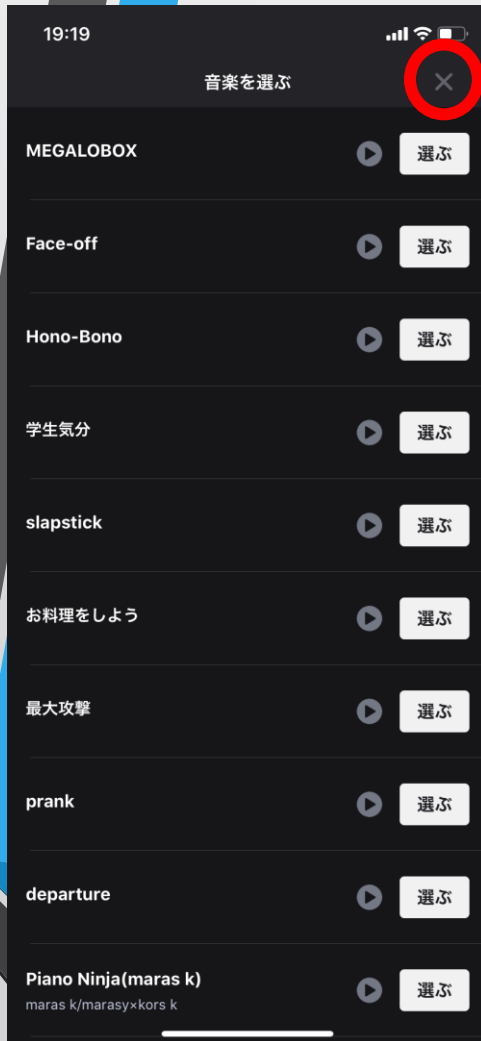 19:19
音楽を選ぶ
MEGALOBOX 選ぶ
Face-off 選ぶ
Hono-Bono 選ぶ
学生気分 選ぶ
slapstick 選ぶ
お料理をしよう 選ぶ
最大攻撃 選ぶ
prank 選ぶ
departure 選ぶ
Piano Ninja(maras k) 選ぶ
maras k/marasy×kors k